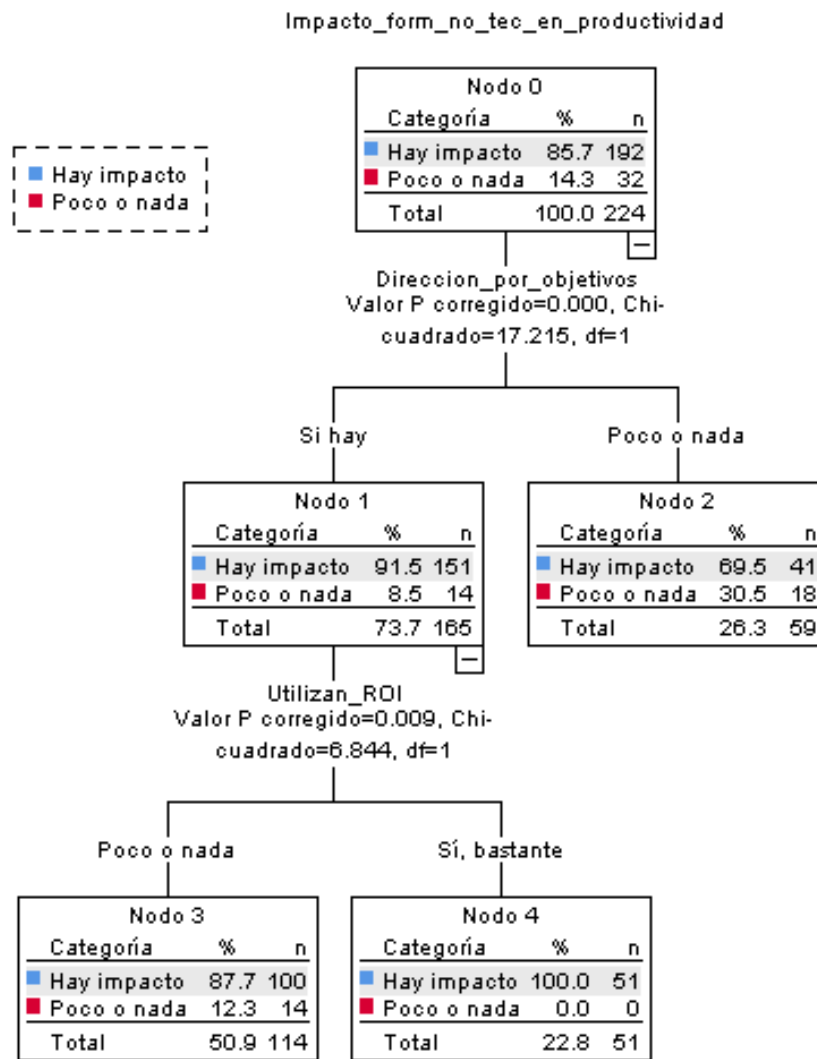 Impacto_form_no_tec_en_productividad
Hay impacto
Poco o nada
Nodo 0
Categoría % n
Hay impacto 85.7 192
Poco o nada 14.3 32
Total 100.0 224
Direccion_por_objetivos
Valor P corregido=0.000, Chi-
cuadrado=17.215, df=1
Si hay
Poco o nada
Nodo 1
Categoría % n
Hay impacto 91.5 151
Poco o nada 8.5 14
Total 73.7 165
Nodo 2
Categoría % n
Hay impacto 69.5 41
Poco o nada 30.5 18
Total 26.3 59
Utilizan_ROI
Valor P corregido=0.009, Chi-
cuadrado=6.844, df=1
Poco o nada
Sí, bastante
Nodo 3
Categoría % n
Hay impacto 87.7 100
Poco o nada 12.3 14
Total 50.9 114
Nodo 4
Categoría % n
Hay impacto 100.0 51
Poco o nada 0.0 0
Total 22.8 51